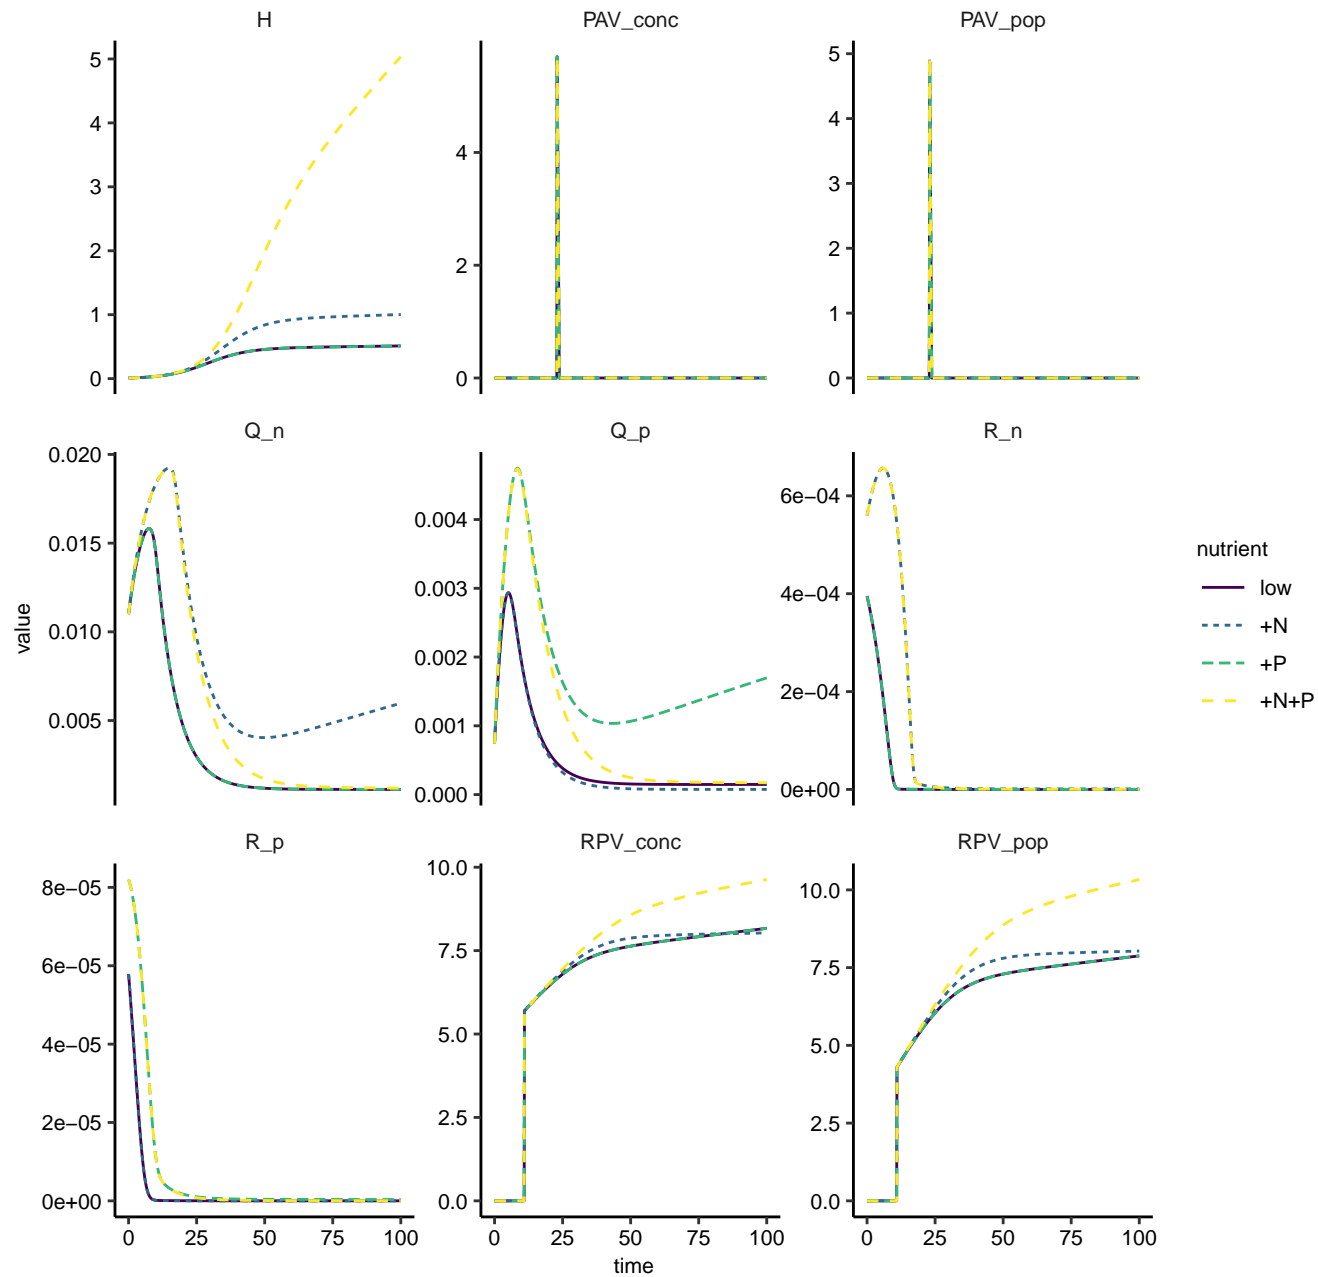 H
PAV_conc
PAV_pop
5
4
3
2
1
0
4
2
0
5
4
3
2
1
0
Q_n
Q_p
R_n
0.020
0.015
0.010
0.005
0.004
0.003
0.002
0.001
0.000
6e−04
4e−04
2e−04
0e+00
R_p
RPV_conc
RPV_pop
8e−05
6e−05
4e−05
2e−05
0e+00
10.0
7.5
5.0
2.5
0.0
10.0
7.5
5.0
2.5
0.0
0 25 50 75 100
0 25 50 75 100
0 25 50 75 100
time
value
nutrient
low
+N
+P
+N+P